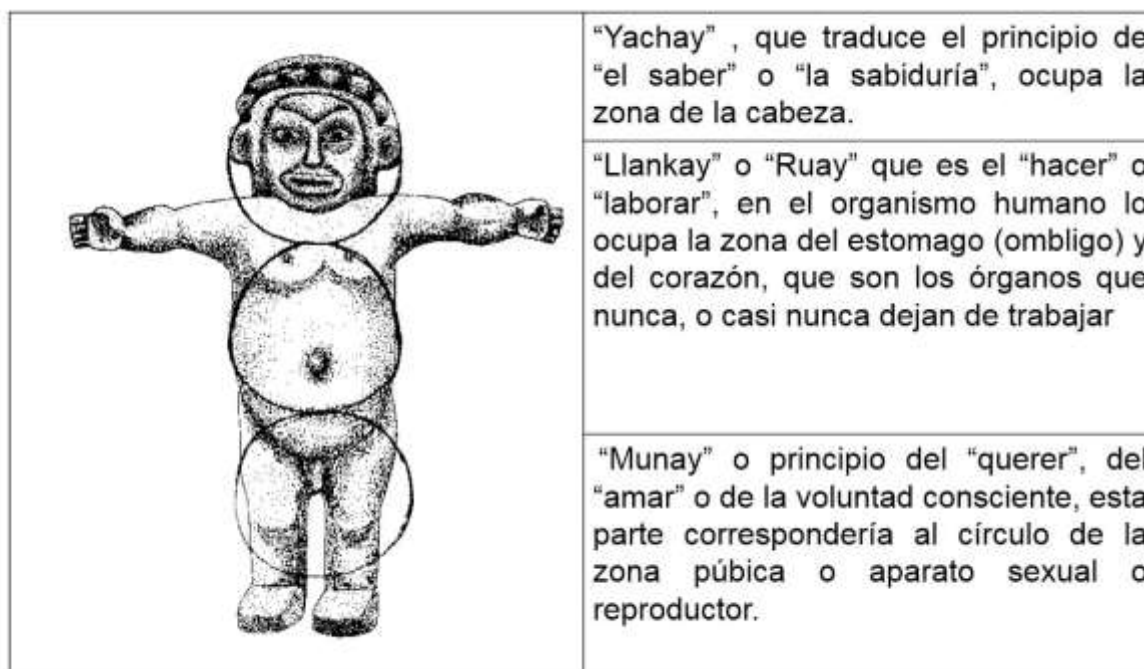 “Yachay” , que traduce el principio de
“el saber” o “la sabiduría”, ocupa la
zona de la cabeza.
“Llankay” o “Ruay” que es el “hacer” o
“laborar”, en el organismo humano lo
ocupa la zona del estomago (ombligo) y
del corazón, que son los órganos que
nunca, o casi nunca dejan de trabajar
“Munay” o principio del “querer”, del
“amar” o de la voluntad consciente, esta
parte correspondería al círculo de la
zona púbica o aparato sexual o
reproductor.